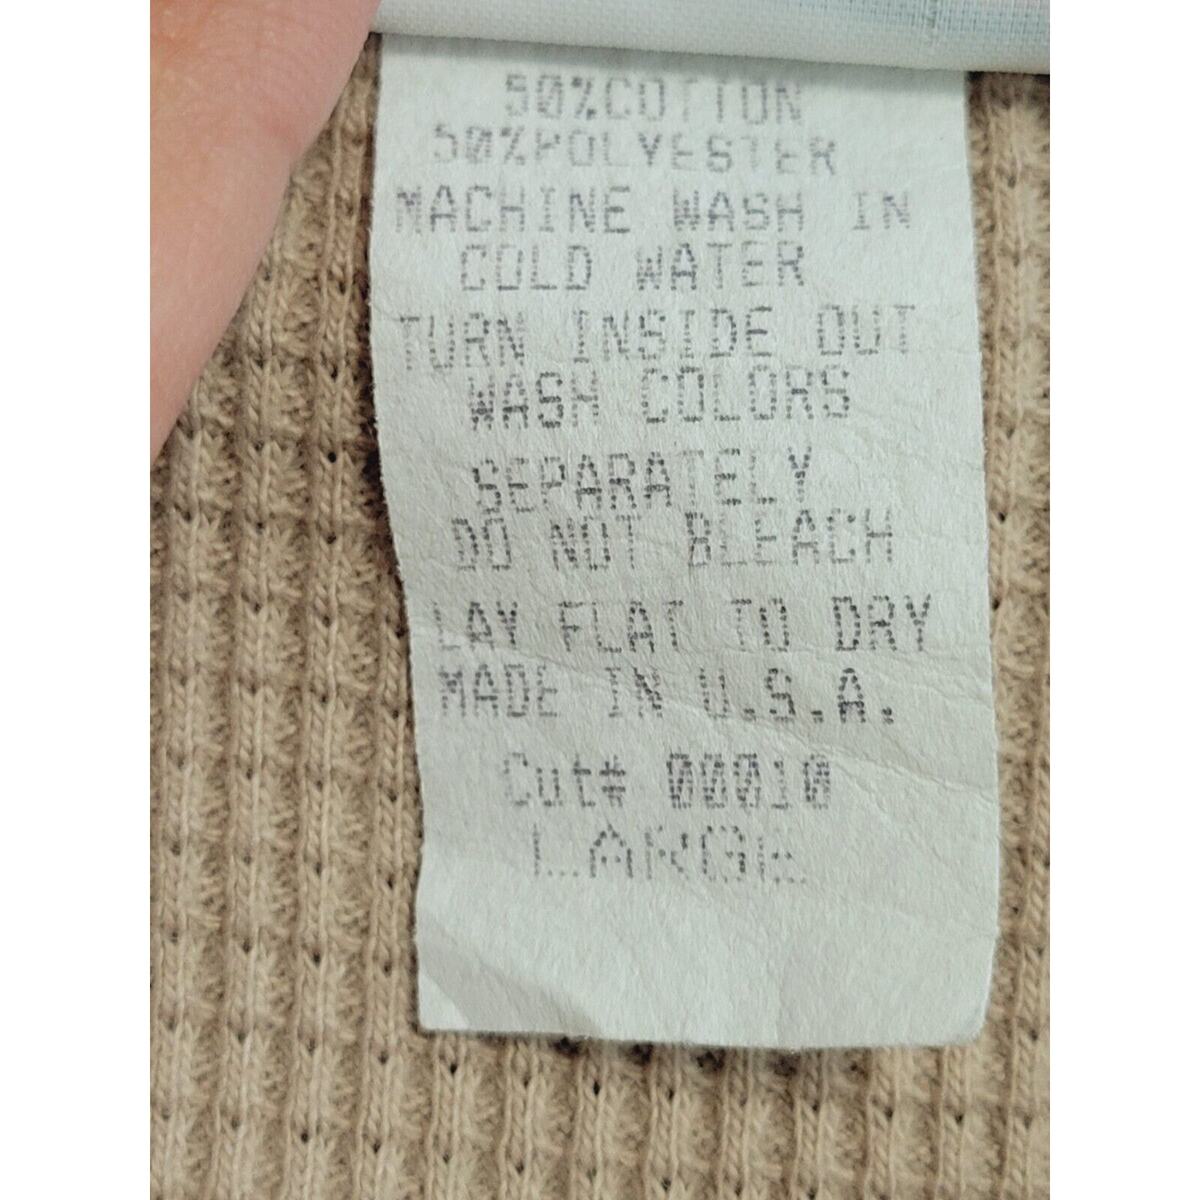 50%COTTON
50%POLYESTER
MACHINE WASH IN
COLD WATER
TURN INSIDE OUT
WASH COLORS
SEPARATELY
DO NOT BLEACH
LAY FLAT TO DRY
MADE IN U.S.A.
Cut# 00010
LARGE